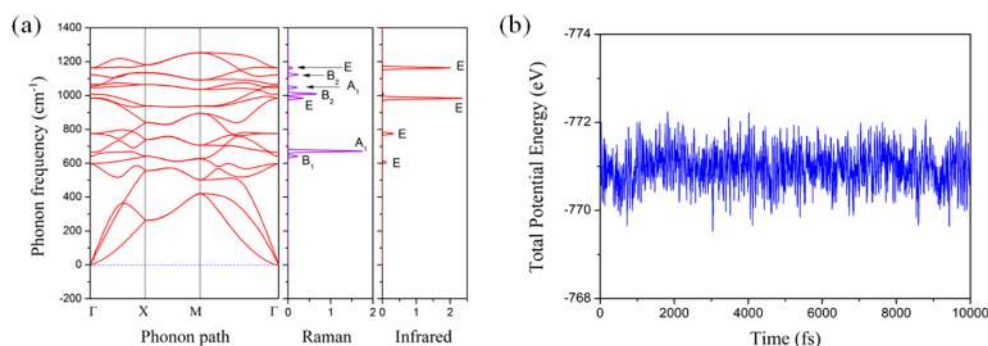 (a)
Phonon frequency (cm⁻¹)
1400
1200
1000
800
600
400
200
0
-200
Γ X M Γ
Phonon path
E
B₂
A₁
B₂
E
A₁
B₁
0 1 2
Raman
E
E
E
E
0 1 2
Infrared
(b)
Total Potential Energy (eV)
-774
-772
-770
-768
0 2000 4000 6000 8000 10000
Time (fs)